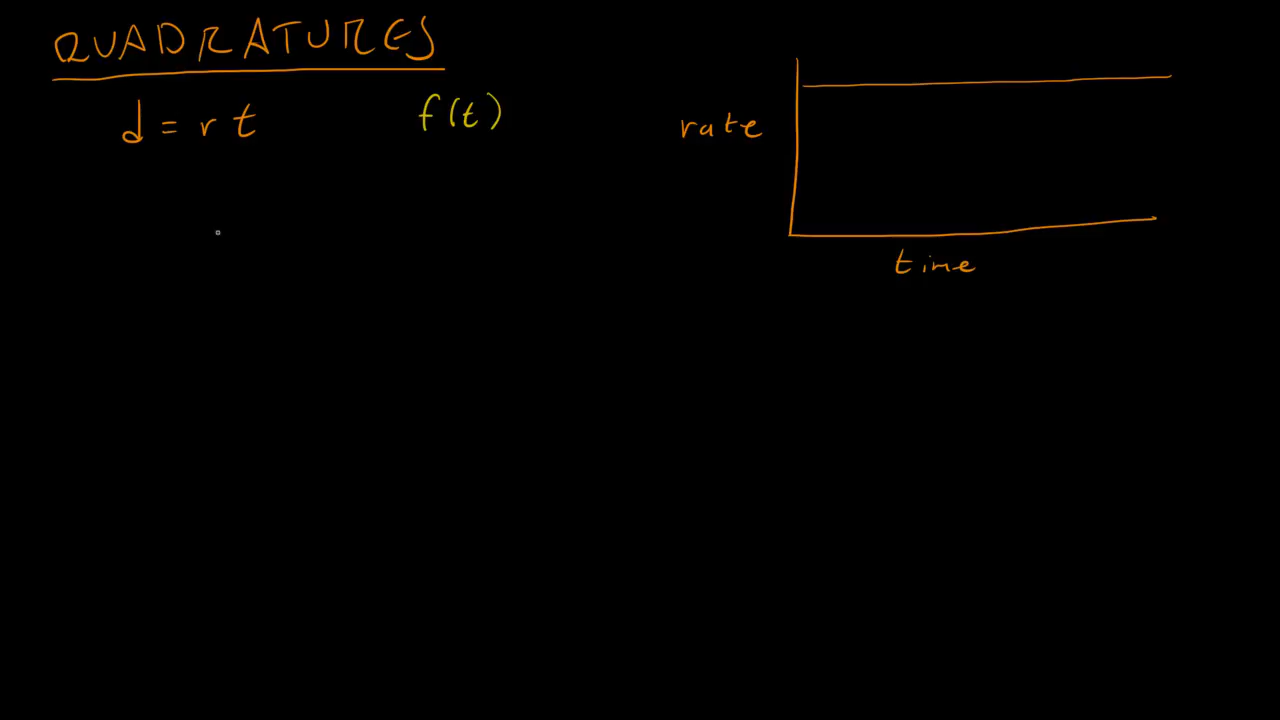 QUADRATURES
d = r t
f(t)
rate
time